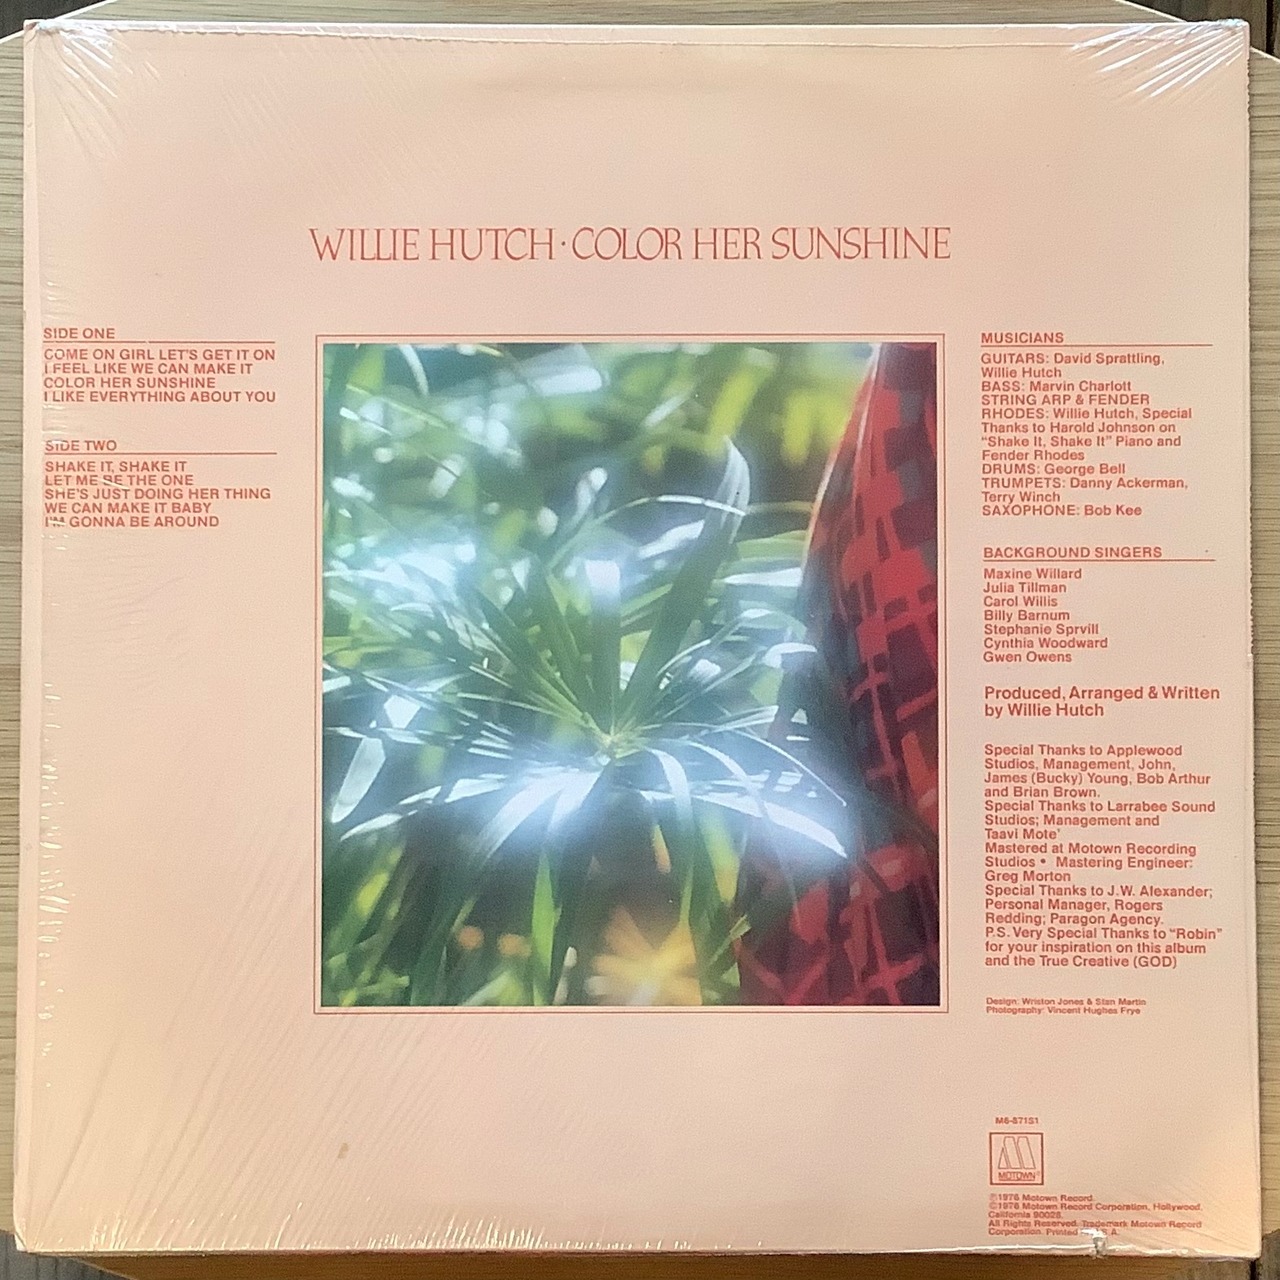 WILLIE HUTCH · COLOR HER SUNSHINE
SIDE ONE
COME ON GIRL LET'S GET IT ON
I FEEL LIKE WE CAN MAKE IT
COLOR HER SUNSHINE
I LIKE EVERYTHING ABOUT YOU
SIDE TWO
SHAKE IT, SHAKE IT
LET ME BE THE ONE
SHE'S JUST DOING HER THING
WE CAN MAKE IT BABY
I'M GONNA BE AROUND
MUSICIANS
GUITARS: David Sprattling,
Willie Hutch
BASS: Marvin Charlott
STRING ARP & FENDER
RHODES: Willie Hutch, Special
Thanks to Harold Johnson on
"Shake It, Shake It" Piano and
Fender Rhodes
DRUMS: George Bell
TRUMPETS: Danny Ackerman,
Terry Winch
SAXOPHONE: Bob Kee
BACKGROUND SINGERS
Maxine Willard
Julia Tillman
Carol Willis
Billy Barnum
Stephanie Sprvill
Cynthia Woodward
Gwen Owens
Produced, Arranged & Written
by Willie Hutch
Special Thanks to Applewood
Studios, Management, John,
James (Bucky) Young, Bob Arthur
and Brian Brown.
Special Thanks to Larrabee Sound
Studios; Management and
Taavi Mote'
Mastered at Motown Recording
Studios • Mastering Engineer:
Greg Morton
Special Thanks to J.W. Alexander;
Personal Manager, Rogers
Redding; Paragon Agency.
P.S. Very Special Thanks to "Robin"
for your inspiration on this album
and the True Creative (GOD)
Design: Wriston Jones & Stan Martin
Photography: Vincent Hughes Frye
M6-871S1
MOTOWN®
℗1976 Motown Record.
©1976 Motown Record Corporation, Hollywood,
California 90028.
All Rights Reserved. Trademark Motown Record
Corporation. Printed